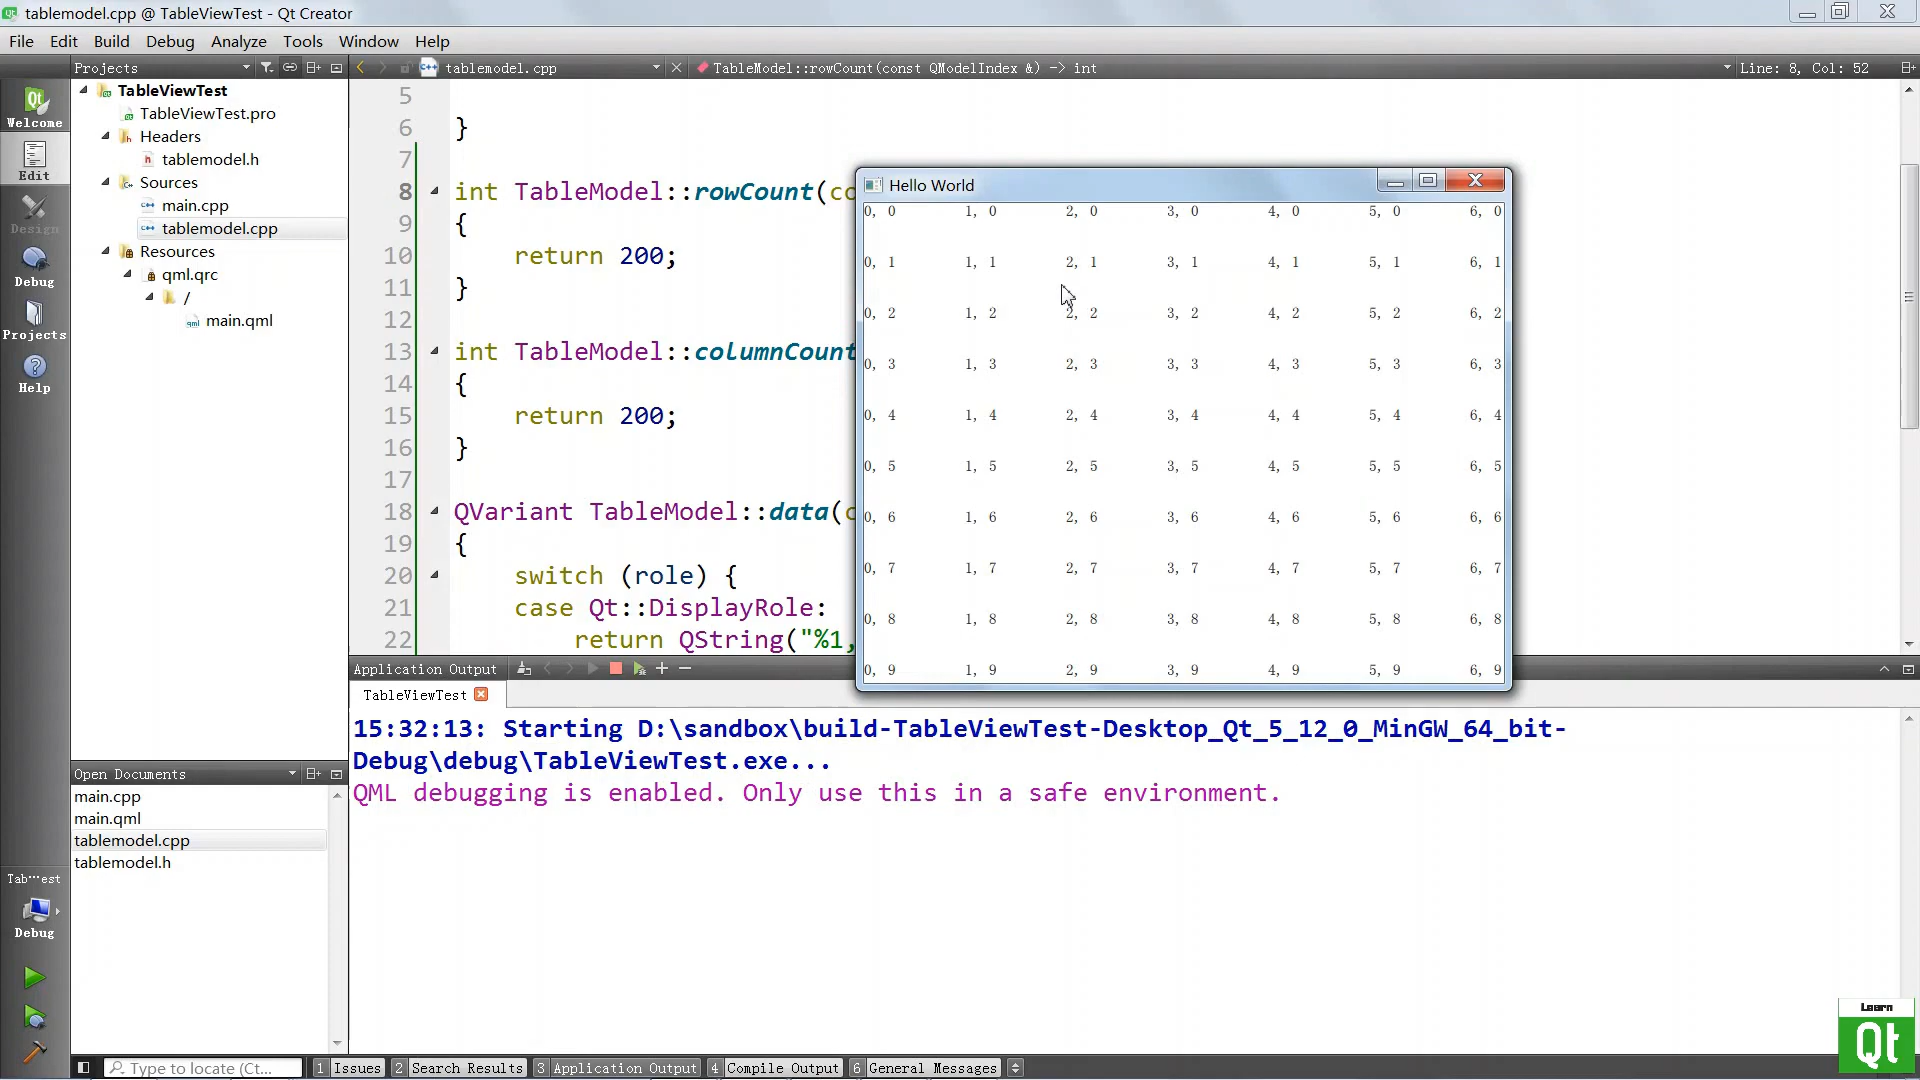 tablemodel.cpp @ TableViewTest - Qt Creator
File Edit Build Debug Analyze Tools Window Help
Projects
tablemodel.cpp
TableModel::rowCount(const QModelIndex &) -> int
Line: 8, Col: 52
Welcome
Edit
Design
Debug
Projects
Help
TableViewTest
TableViewTest.pro
Headers
tablemodel.h
Sources
main.cpp
tablemodel.cpp
Resources
qml.qrc
/
main.qml
5
6 }
7
8 int TableModel::rowCount(co
9 {
10 return 200;
11 }
12
13 int TableModel::columnCount
14 {
15 return 200;
16 }
17
18 QVariant TableModel::data(c
19 {
20 switch (role) {
21 case Qt::DisplayRole:
22 return QString("%1,
Hello World
0, 0 1, 0 2, 0 3, 0 4, 0 5, 0 6, 0
0, 1 1, 1 2, 1 3, 1 4, 1 5, 1 6, 1
0, 2 1, 2 2, 2 3, 2 4, 2 5, 2 6, 2
0, 3 1, 3 2, 3 3, 3 4, 3 5, 3 6, 3
0, 4 1, 4 2, 4 3, 4 4, 4 5, 4 6, 4
0, 5 1, 5 2, 5 3, 5 4, 5 5, 5 6, 5
0, 6 1, 6 2, 6 3, 6 4, 6 5, 6 6, 6
0, 7 1, 7 2, 7 3, 7 4, 7 5, 7 6, 7
0, 8 1, 8 2, 8 3, 8 4, 8 5, 8 6, 8
0, 9 1, 9 2, 9 3, 9 4, 9 5, 9 6, 9
Application Output
TableViewTest
15:32:13: Starting D:\sandbox\build-TableViewTest-Desktop_Qt_5_12_0_MinGW_64_bit-
Debug\debug\TableViewTest.exe...
QML debugging is enabled. Only use this in a safe environment.
Open Documents
main.cpp
main.qml
tablemodel.cpp
tablemodel.h
Tab···est
Debug
Type to locate (Ct...
1 Issues 2 Search Results 3 Application Output 4 Compile Output 6 General Messages
Learn
Qt